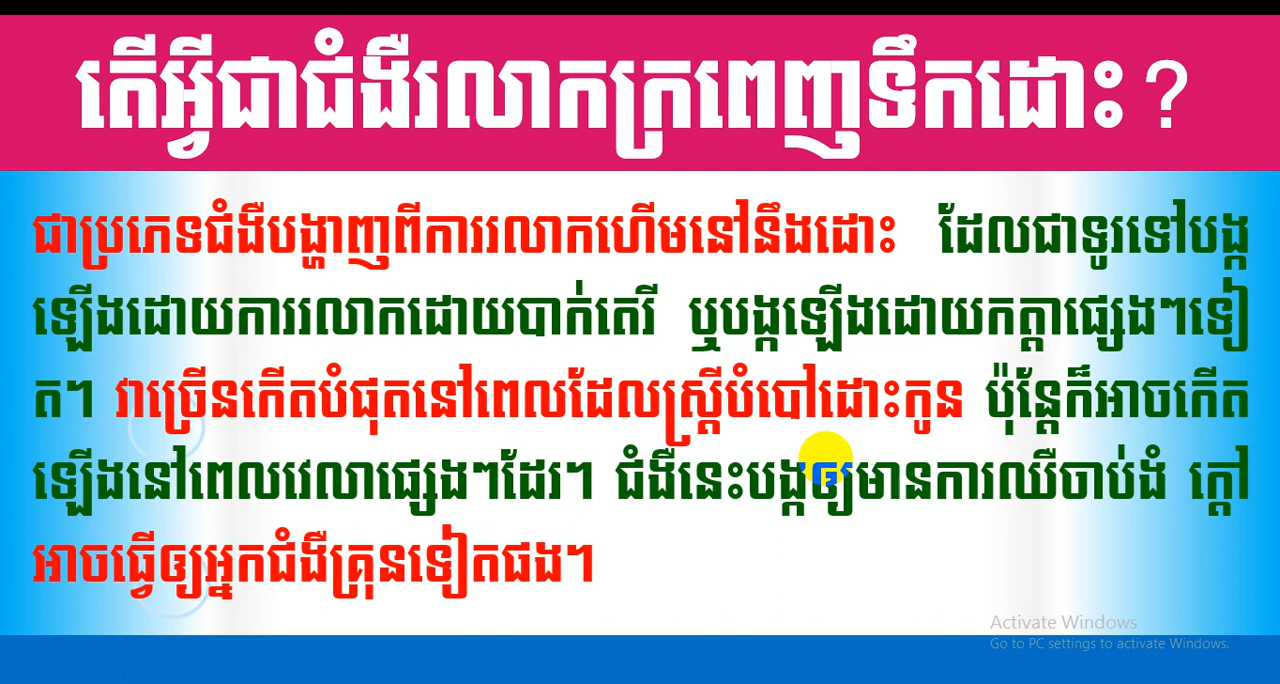 តើអ្វីជាជំងឺរលាកក្រពេញទឹកដោះ?
ជាប្រភេទជំងឺបង្ហាញពីការរលាកហើមនៅនឹងដោះ ដែលជាទូរទៅបង្ក
ឡើងដោយការរលាកដោយបាក់តេរី ឬបង្កឡើងដោយកត្តាផ្សេងៗទៀ
ត។ វាច្រើនកើតបំផុតនៅពេលដែលស្ត្រីបំបៅដោះកូន ប៉ុន្តែក៏អាចកើត
ឡើងនៅពេលវេលាផ្សេងៗដែរ។ ជំងឺនេះបង្កឲ្យមានការឈឺចាប់ងំ ក្តៅ
អាចធ្វើឲ្យអ្នកជំងឺគ្រុនទៀតផង។
Activate Windows
Go to PC settings to activate Windows.